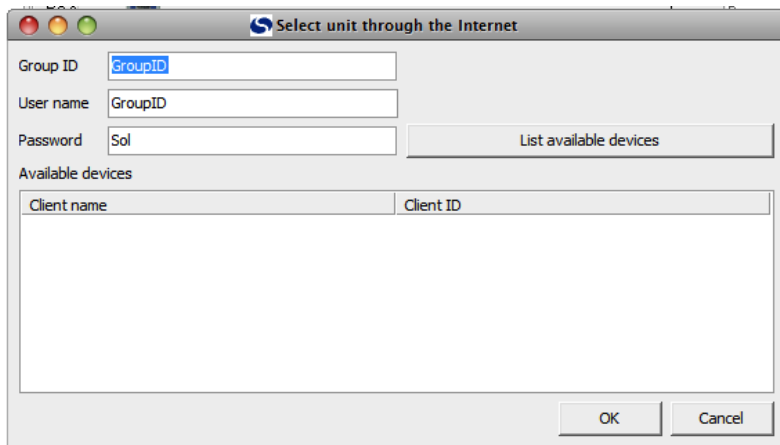 Select unit through the Internet
Group ID GroupID
User name GroupID
Password Sol List available devices
Available devices
Client name Client ID
OK Cancel